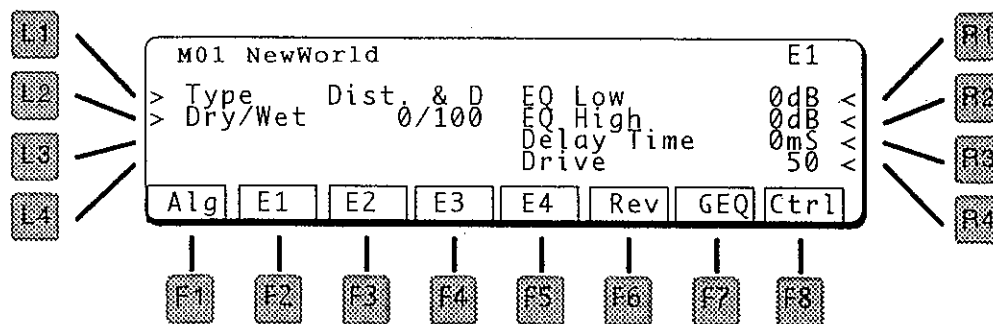 L1
L2
L3
L4
M01 NewWorld E1
> Type Dist. & D EQ Low 0dB <
> Dry/Wet 0/100 EQ High 0dB <
Delay Time 0mS <
Drive 50 <
Alg E1 E2 E3 E4 Rev GEQ Ctrl
F1 F2 F3 F4 F5 F6 F7 F8
R1
R2
R3
R4